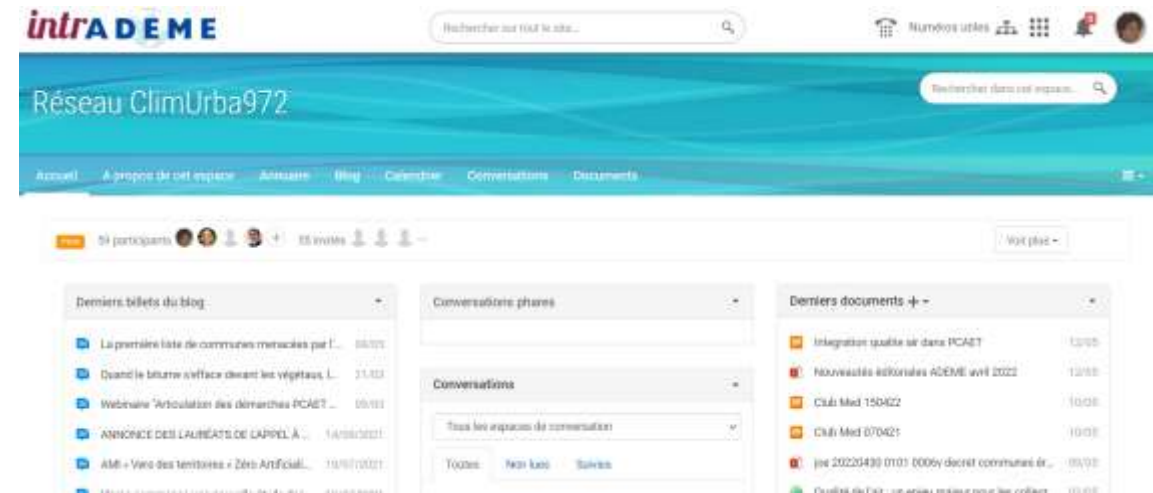 intrADEME
Rechercher sur tout le site...
Numéros utiles
Réseau ClimUrba972
Rechercher dans cet espace...
Accueil A propos de cet espace Annuaire Blog Calendrier Conversations Documents
59 participants
invités
Voir plus
Derniers billets du blog
La première liste de communes menacées par l'...
Quand le bitume s'efface devant les végétaux, L...
Webinaire "Articulation des démarches PCAET ...
ANNONCE DES LAURÉATS DE L'APPEL À ...
AMI « Vers des territoires « Zéro Artificiali...
Conversations phares
Conversations
Tous les espaces de conversation
Toutes Non lues Suivies
Derniers documents
Integration qualite air dans PCAET
Nouveautés éditoriales ADEME avril 2022
Club Med 150422
Club Med 070421
joe 20220430 0101 0006v decret communes ér...
Qualité de l'air : un enjeu majeur pour les collect...